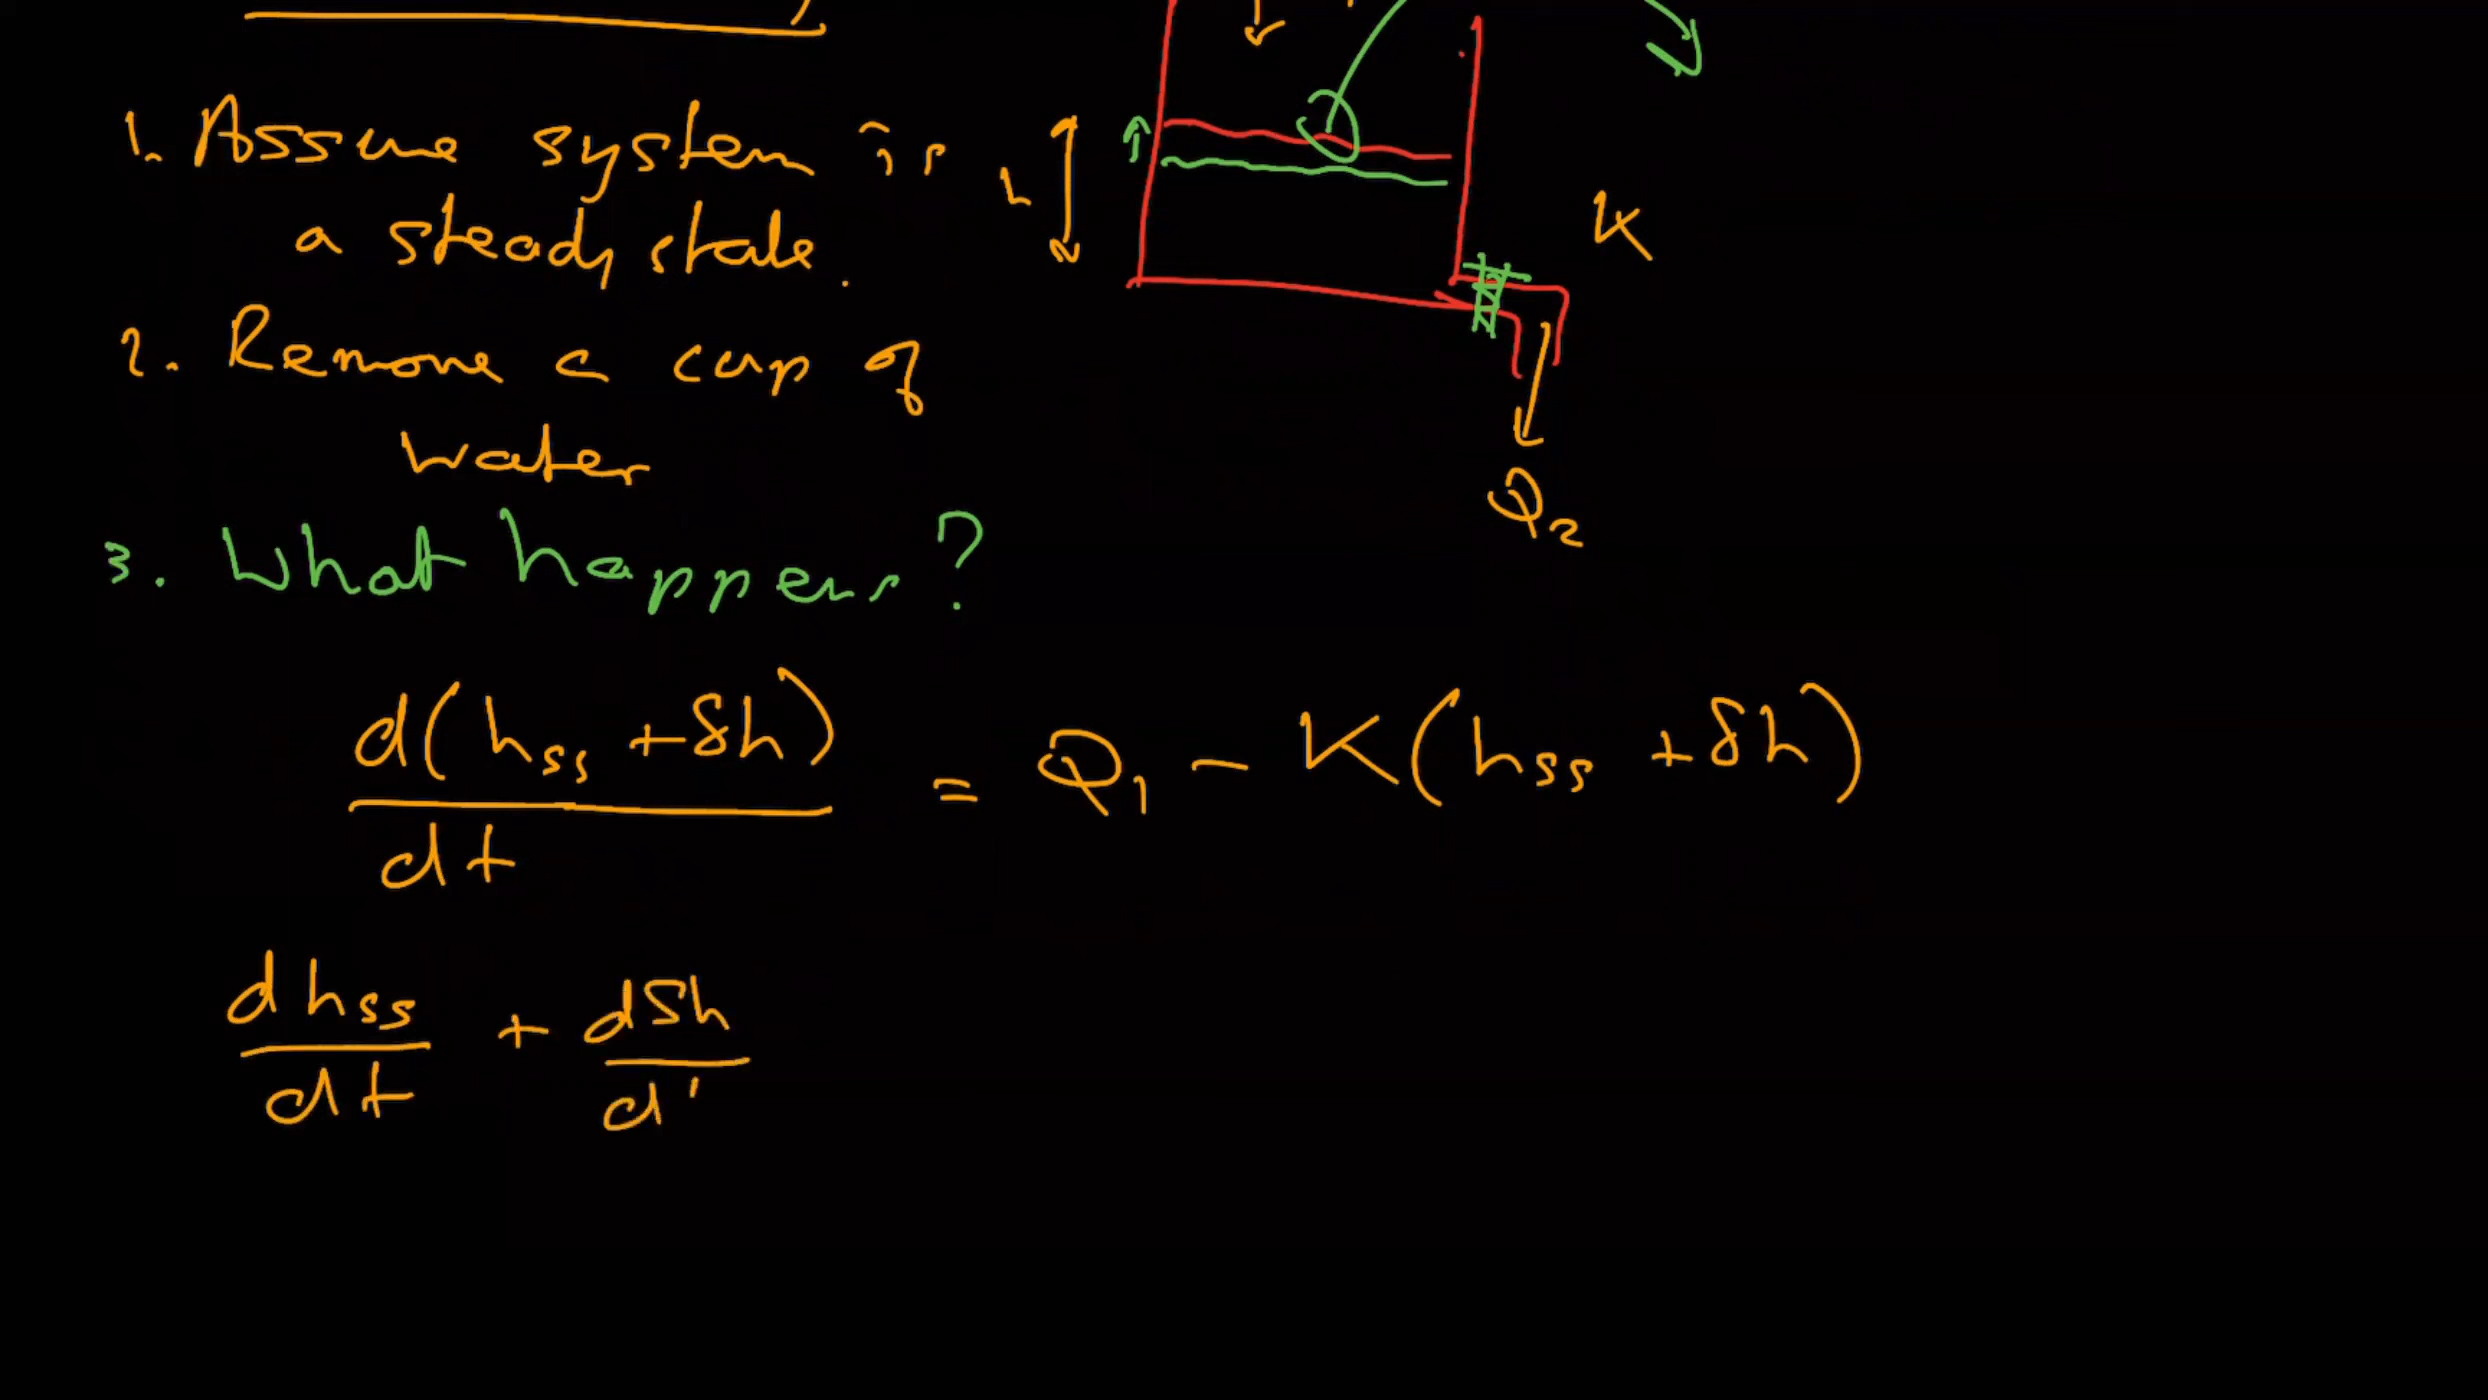 1. Assume system is
a steady state.
h
K
2. Remove a cup of
water
Q₂
3. What happens?
d(hss + δh) / dt = Q₁ - K(hss + δh)
dhss / dt + dδh / d'